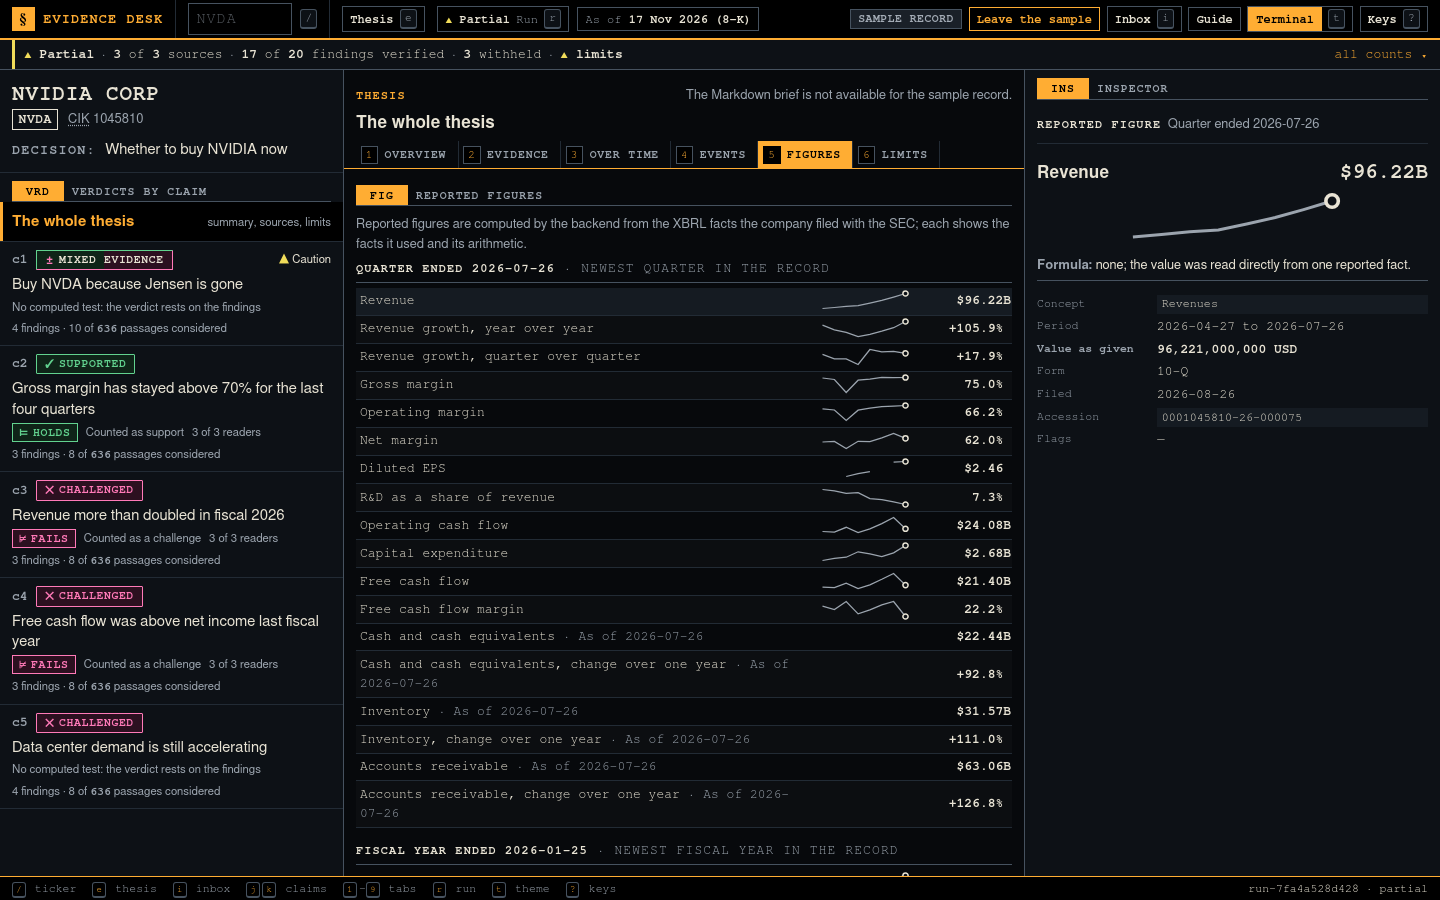 § EVIDENCE DESK NVDA / Thesis e ▲ Partial Run r As of 17 Nov 2026 (8-K) SAMPLE RECORD Leave the sample Inbox i Guide Terminal t Keys ?
▲ Partial · 3 of 3 sources · 17 of 20 findings verified · 3 withheld · ▲ limits all counts ▾
NVIDIA CORP
NVDA CIK 1045810
DECISION: Whether to buy NVIDIA now
VRD VERDICTS BY CLAIM
The whole thesis summary, sources, limits
c1 ± MIXED EVIDENCE ▲ Caution
Buy NVDA because Jensen is gone
No computed test: the verdict rests on the findings
4 findings · 10 of 636 passages considered
c2 ✓ SUPPORTED
Gross margin has stayed above 70% for the last
four quarters
⊨ HOLDS Counted as support 3 of 3 readers
3 findings · 8 of 636 passages considered
c3 ✕ CHALLENGED
Revenue more than doubled in fiscal 2026
⊭ FAILS Counted as a challenge 3 of 3 readers
3 findings · 8 of 636 passages considered
c4 ✕ CHALLENGED
Free cash flow was above net income last fiscal
year
⊭ FAILS Counted as a challenge 3 of 3 readers
3 findings · 8 of 636 passages considered
c5 ✕ CHALLENGED
Data center demand is still accelerating
No computed test: the verdict rests on the findings
4 findings · 8 of 636 passages considered
THESIS The Markdown brief is not available for the sample record.
The whole thesis
1 OVERVIEW 2 EVIDENCE 3 OVER TIME 4 EVENTS 5 FIGURES 6 LIMITS
FIG REPORTED FIGURES
Reported figures are computed by the backend from the XBRL facts the company filed with the SEC; each shows the
facts it used and its arithmetic.
QUARTER ENDED 2026-07-26 · NEWEST QUARTER IN THE RECORD
Revenue $96.22B
Revenue growth, year over year +105.9%
Revenue growth, quarter over quarter +17.9%
Gross margin 75.0%
Operating margin 66.2%
Net margin 62.0%
Diluted EPS $2.46
R&D as a share of revenue 7.3%
Operating cash flow $24.08B
Capital expenditure $2.68B
Free cash flow $21.40B
Free cash flow margin 22.2%
Cash and cash equivalents · As of 2026-07-26 $22.44B
Cash and cash equivalents, change over one year · As of
2026-07-26 +92.8%
Inventory · As of 2026-07-26 $31.57B
Inventory, change over one year · As of 2026-07-26 +111.0%
Accounts receivable · As of 2026-07-26 $63.06B
Accounts receivable, change over one year · As of 2026-
07-26 +126.8%
FISCAL YEAR ENDED 2026-01-25 · NEWEST FISCAL YEAR IN THE RECORD
INS INSPECTOR
REPORTED FIGURE Quarter ended 2026-07-26
Revenue $96.22B
Formula: none; the value was read directly from one reported fact.
Concept Revenues
Period 2026-04-27 to 2026-07-26
Value as given 96,221,000,000 USD
Form 10-Q
Filed 2026-08-26
Accession 0001045810-26-000075
Flags —
/ ticker e thesis i inbox j k claims 1-9 tabs r run t theme ? keys run-7fa4a528d428 · partial